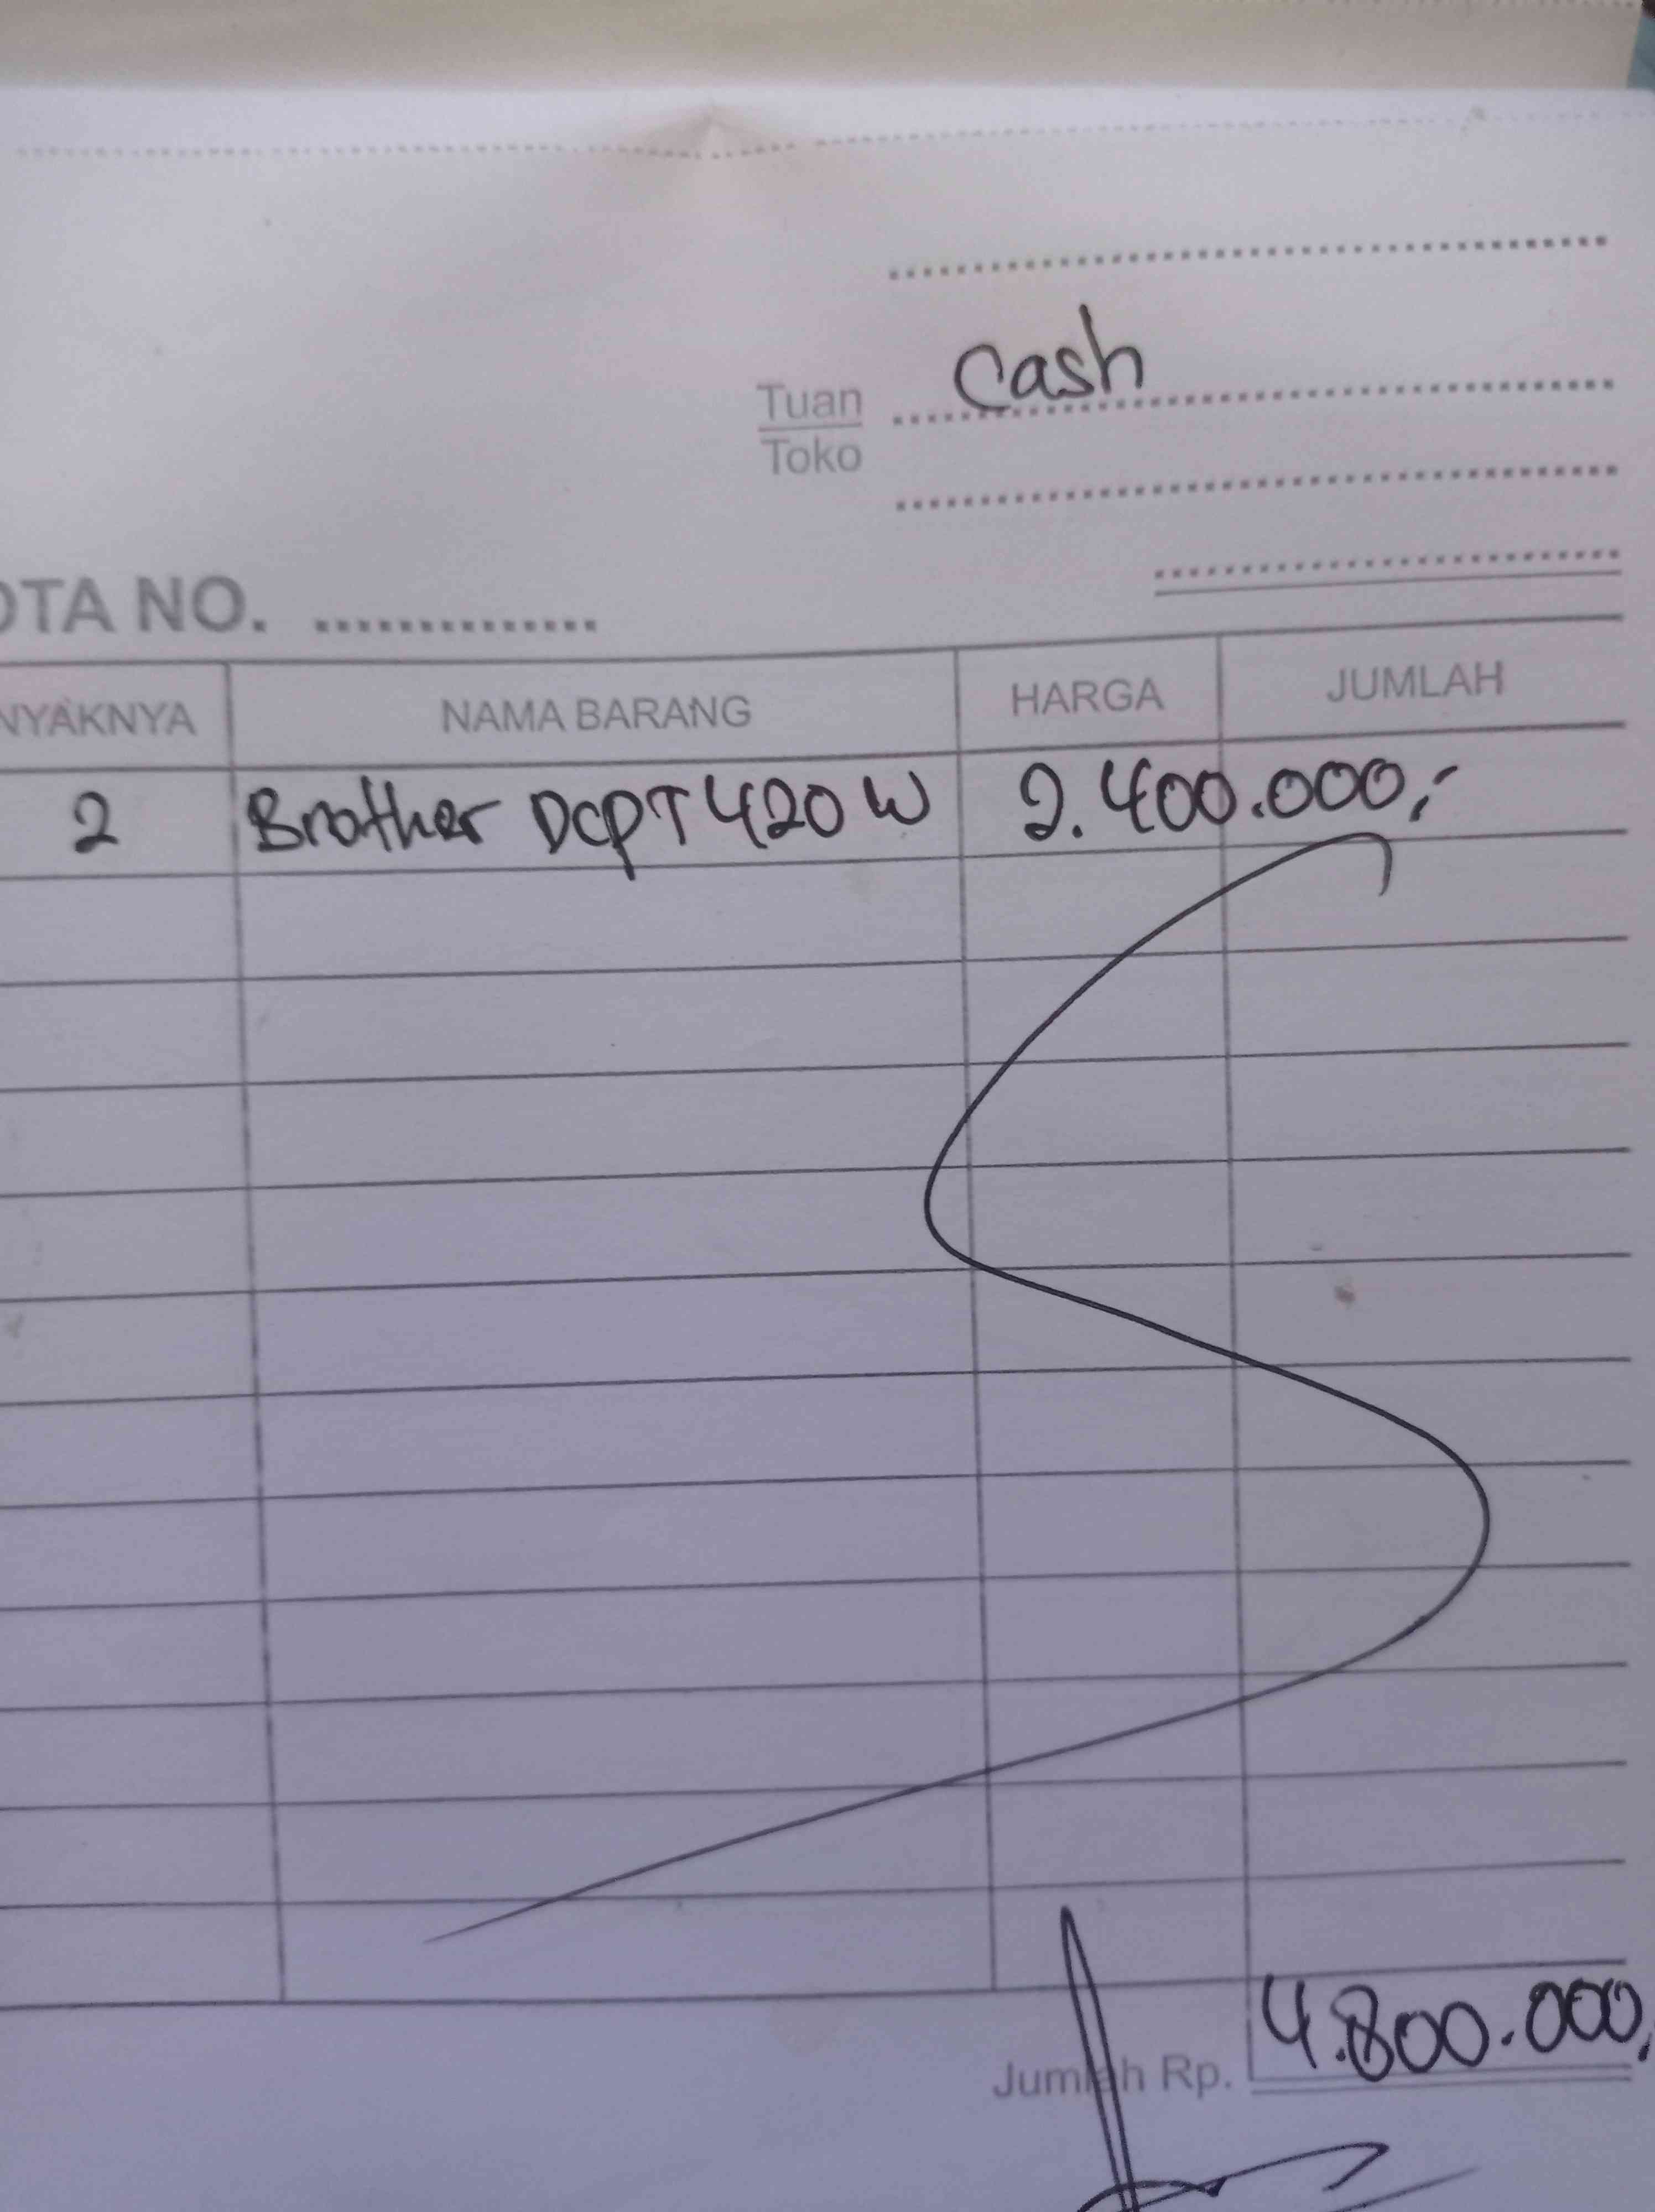 Cash
Tuan
Toko
OTA NO. ..............
NYAKNYA NAMA BARANG HARGA JUMLAH
2 Brother DCPT420W 2.400.000,-
Jumlah Rp. 4.800.000,